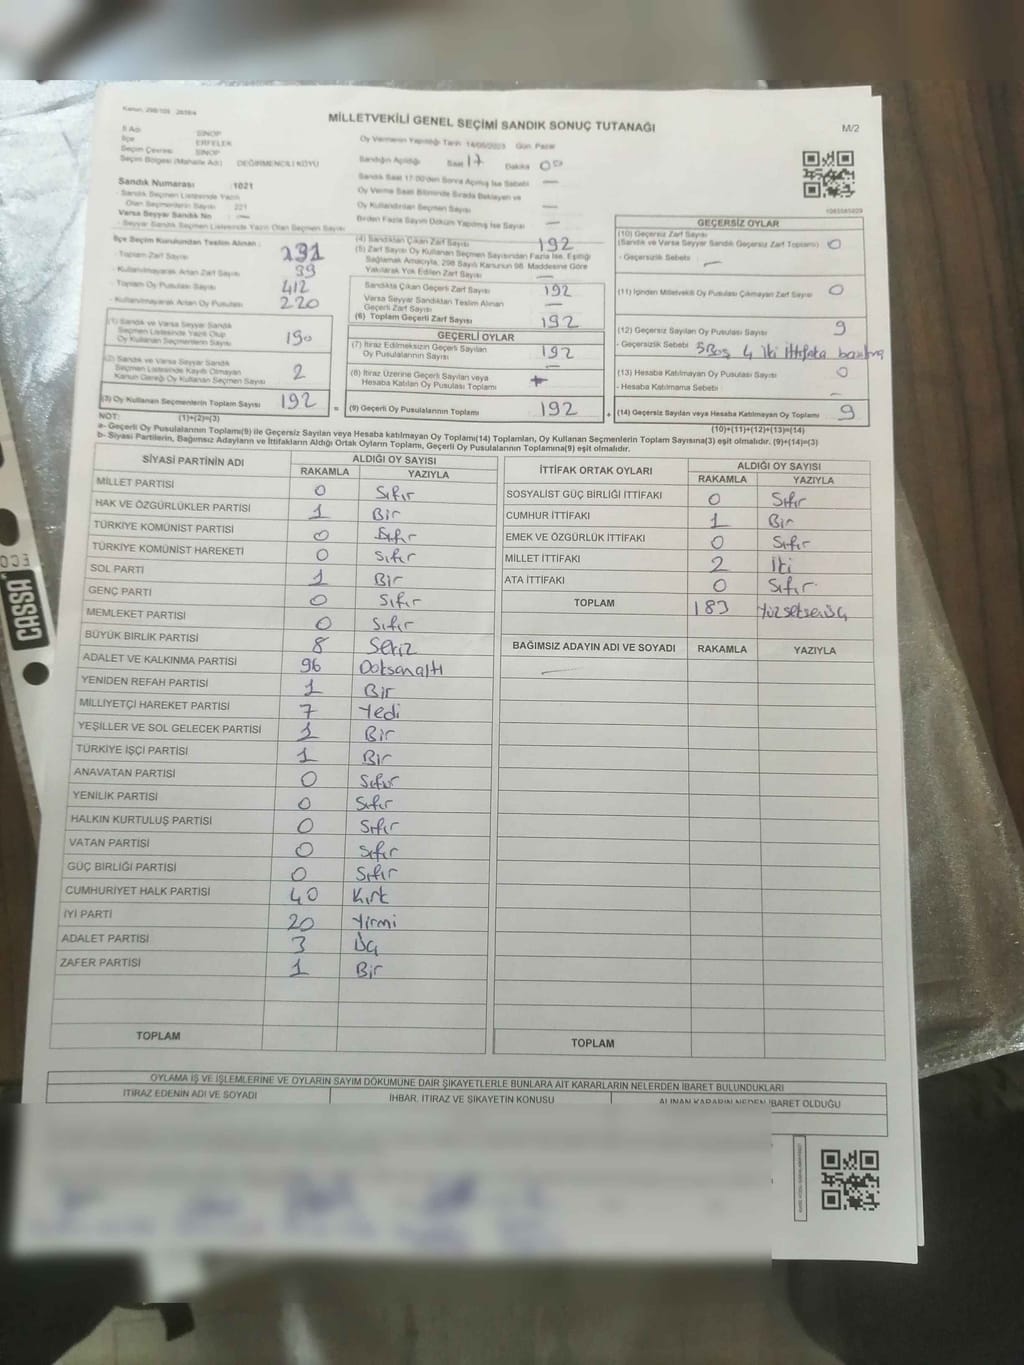 Kanun: 298/105
MİLLETVEKİLİ GENEL SEÇİMİ SANDIK SONUÇ TUTANAĞI
M/2
İl Adı SİNOP
İlçe ERFELEK
Seçim Çevresi SİNOP
Seçim Bölgesi (Mahalle Adı) DEĞİRMENCİLİ KÖYÜ
Oy Vermenin Yapıldığı Tarih 14/05/2023 Gün Pazar
Sandığın Açıldığı Saat 17 Dakika 00
Sandık Saat 17:00'den Sonra Açılmış İse Sebebi —
Oy Verme Saati Bitiminde Sırada Bekleyen ve
Oy Kullandırılan Seçmen Sayısı —
Birden Fazla Sayım Döküm Yapılmış İse Sayısı —
Sandık Numarası :1021
- Sandık Seçmen Listesinde Yazılı
Olan Seçmenlerin Sayısı 221
Varsa Seyyar Sandık No : —
- Seyyar Sandık Seçmen Listesinde Yazılı Olan Seçmen Sayısı
İlçe Seçim Kurulundan Teslim Alınan :
- Toplam Zarf Sayısı 291
- Kullanılmayarak Artan Zarf Sayısı 99
- Toplam Oy Pusulası Sayısı 412
- Kullanılmayarak Artan Oy Pusulası 220
(1) Sandık ve Varsa Seyyar Sandık
Seçmen Listesinde Yazılı Olup
Oy Kullanan Seçmenlerin Sayısı 190
(2) Sandık ve Varsa Seyyar Sandık
Seçmen Listesinde Kayıtlı Olmayan
Kanun Gereği Oy Kullanan Seçmen Sayısı 2
(3) Oy Kullanan Seçmenlerin Toplam Sayısı 192
(4) Sandıktan Çıkan Zarf Sayısı 192
(5) Zarf Sayısı Oy Kullanan Seçmen Sayısından Fazla İse, Eşitliği
Sağlamak Amacıyla, 298 Sayılı Kanunun 98. Maddesine Göre
Yakılarak Yok Edilen Zarf Sayısı —
Sandıkta Çıkan Geçerli Zarf Sayısı 192
Varsa Seyyar Sandıktan Teslim Alınan
Geçerli Zarf Sayısı —
(6) Toplam Geçerli Zarf Sayısı 192
GEÇERLİ OYLAR
(7) İtiraz Edilmeksizin Geçerli Sayılan
Oy Pusulalarının Sayısı 192
(8) İtiraz Üzerine Geçerli Sayılan veya
Hesaba Katılan Oy Pusulası Toplamı
= (9) Geçerli Oy Pusulalarının Toplamı 192 +
1065585029
GEÇERSİZ OYLAR
(10) Geçersiz Zarf Sayısı
(Sandık ve Varsa Seyyar Sandık Geçersiz Zarf Toplamı) 0
- Geçersizlik Sebebi : —
(11) İçinden Milletvekili Oy Pusulası Çıkmayan Zarf Sayısı 0
(12) Geçersiz Sayılan Oy Pusulası Sayısı 9
- Geçersizlik Sebebi 5 Boş 4 iki ittifaka
(13) Hesaba Katılmayan Oy Pusulası Sayısı 0
- Hesaba Katılmama Sebebi : —
(14) Geçersiz Sayılan veya Hesaba Katılmayan Oy Toplamı 9
NOT: (1)+(2)=(3)
(10)+(11)+(12)+(13)=(14)
a- Geçerli Oy Pusulalarının Toplamı(9) ile Geçersiz Sayılan veya Hesaba katılmayan Oy Toplamı(14) Toplamları, Oy Kullanan Seçmenlerin Toplam Sayısına(3) eşit olmalıdır. (9)+(14)=(3)
b- Siyasi Partilerin, Bağımsız Adayların ve İttifakların Aldığı Ortak Oyların Toplamı, Geçerli Oy Pusulalarının Toplamına(9) eşit olmalıdır.
SİYASİ PARTİNİN ADI ALDIĞI OY SAYISI
RAKAMLA YAZIYLA
MİLLET PARTİSİ 0 Sıfır
HAK VE ÖZGÜRLÜKLER PARTİSİ 1 Bir
TÜRKİYE KOMÜNİST PARTİSİ 0 Sıfır
TÜRKİYE KOMÜNİST HAREKETİ 0 Sıfır
SOL PARTİ 1 Bir
GENÇ PARTİ 0 Sıfır
MEMLEKET PARTİSİ 0 Sıfır
BÜYÜK BİRLİK PARTİSİ 8 Sekiz
ADALET VE KALKINMA PARTİSİ 96 Doksanaltı
YENİDEN REFAH PARTİSİ 1 Bir
MİLLİYETÇİ HAREKET PARTİSİ 7 Yedi
YEŞİLLER VE SOL GELECEK PARTİSİ 1 Bir
TÜRKİYE İŞÇİ PARTİSİ 1 Bir
ANAVATAN PARTİSİ 0 Sıfır
YENİLİK PARTİSİ 0 Sıfır
HALKIN KURTULUŞ PARTİSİ 0 Sıfır
VATAN PARTİSİ 0 Sıfır
GÜÇ BİRLİĞİ PARTİSİ 0 Sıfır
CUMHURİYET HALK PARTİSİ 40 Kırk
İYİ PARTİ 20 Yirmi
ADALET PARTİSİ 3 Üç
ZAFER PARTİSİ 1 Bir
TOPLAM
İTTİFAK ORTAK OYLARI ALDIĞI OY SAYISI
RAKAMLA YAZIYLA
SOSYALİST GÜÇ BİRLİĞİ İTTİFAKI 0 Sıfır
CUMHUR İTTİFAKI 1 Bir
EMEK VE ÖZGÜRLÜK İTTİFAKI 0 Sıfır
MİLLET İTTİFAKI 2 İki
ATA İTTİFAKI 0 Sıfır
TOPLAM 183 Yüzseksenüç
BAĞIMSIZ ADAYIN ADI VE SOYADI RAKAMLA YAZIYLA
—
TOPLAM
OYLAMA İŞ VE İŞLEMLERİNE VE OYLARIN SAYIM DÖKÜMÜNE DAİR ŞİKAYETLERLE BUNLARA AİT KARARLARIN NELERDEN İBARET BULUNDUKLARI
İTİRAZ EDENİN ADI VE SOYADI İHBAR, İTİRAZ VE ŞİKAYETİN KONUSU ALINAN KARARIN NEDEN İBARET OLDUĞU
CASSA